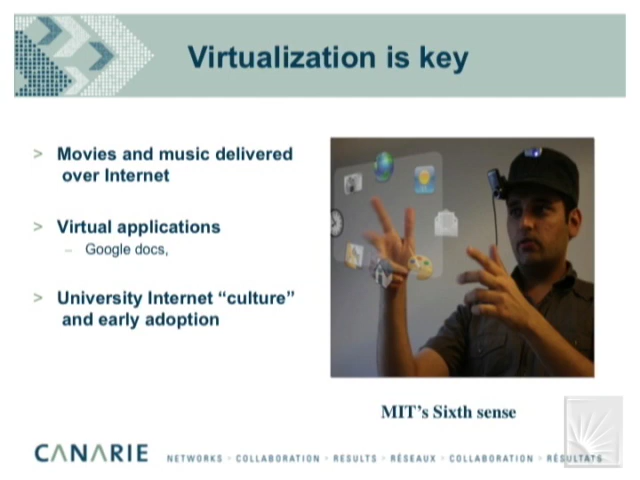 Virtualization is key
> Movies and music delivered
over Internet
> Virtual applications
– Google docs,
> University Internet “culture”
and early adoption
MIT's Sixth sense
CANARIE NETWORKS > COLLABORATION > RESULTS > RÉSEAUX > COLLABORATION > RÉSULTATS